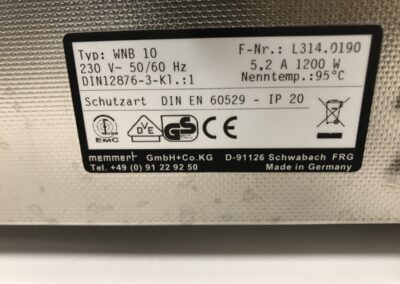 Typ: WNB 10 F-Nr.: L314.0190
230 V~ 50/60 Hz 5,2 A 1200 W
DIN12876-3-Kl.:1 Nenntemp.:95°C
Schutzart DIN EN 60529 - IP 20
EMC VDE GS
memmert GmbH+Co.KG D-91126 Schwabach FRG
Tel. +49 (0) 91 22 92 50 Made in Germany